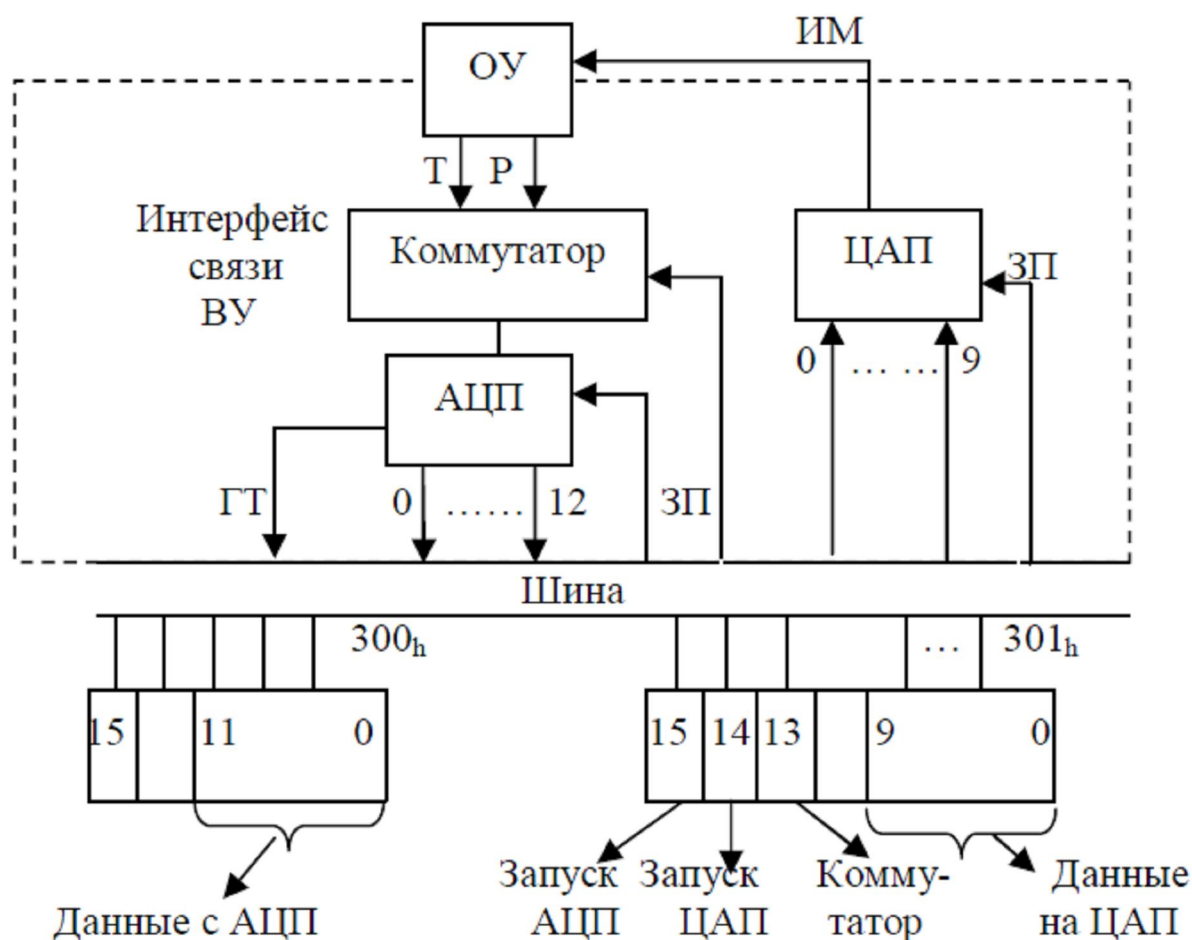 ИМ
ОУ
Т Р
Интерфейс
связи
ВУ
Коммутатор
ЦАП
ЗП
0 … … 9
АЦП
ГТ
0 …… 12
ЗП
Шина
300h
… 301h
15 11 0
15 14 13 9 0
Данные с АЦП
Запуск
АЦП
Запуск
ЦАП
Комму-
татор
Данные
на ЦАП